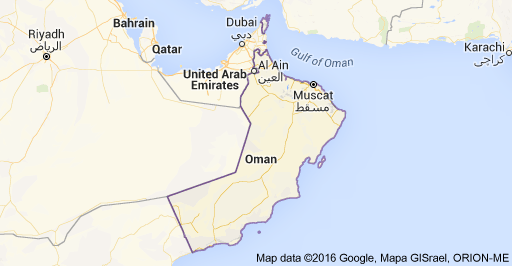 Bahrain
Riyadh
الرياض
Qatar
Dubai
دبي
Gulf of Oman
Karachi
كراچي
United Arab
Emirates
Al Ain
العين
Muscat
مسقط
Oman
Map data ©2016 Google, Mapa GISrael, ORION-ME